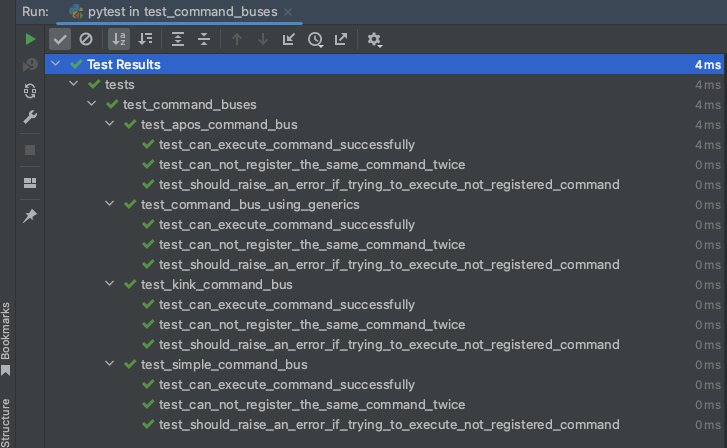 Run: pytest in test_command_buses ×
Test Results 4 ms
tests 4 ms
test_command_buses 4 ms
test_apos_command_bus 4 ms
test_can_execute_command_successfully 4 ms
test_can_not_register_the_same_command_twice 0 ms
test_should_raise_an_error_if_trying_to_execute_not_registered_command 0 ms
test_command_bus_using_generics 0 ms
test_can_execute_command_successfully 0 ms
test_can_not_register_the_same_command_twice 0 ms
test_should_raise_an_error_if_trying_to_execute_not_registered_command 0 ms
test_kink_command_bus 0 ms
test_can_execute_command_successfully 0 ms
test_can_not_register_the_same_command_twice 0 ms
test_should_raise_an_error_if_trying_to_execute_not_registered_command 0 ms
test_simple_command_bus 0 ms
test_can_execute_command_successfully 0 ms
test_can_not_register_the_same_command_twice 0 ms
test_should_raise_an_error_if_trying_to_execute_not_registered_command 0 ms
Bookmarks
Structure